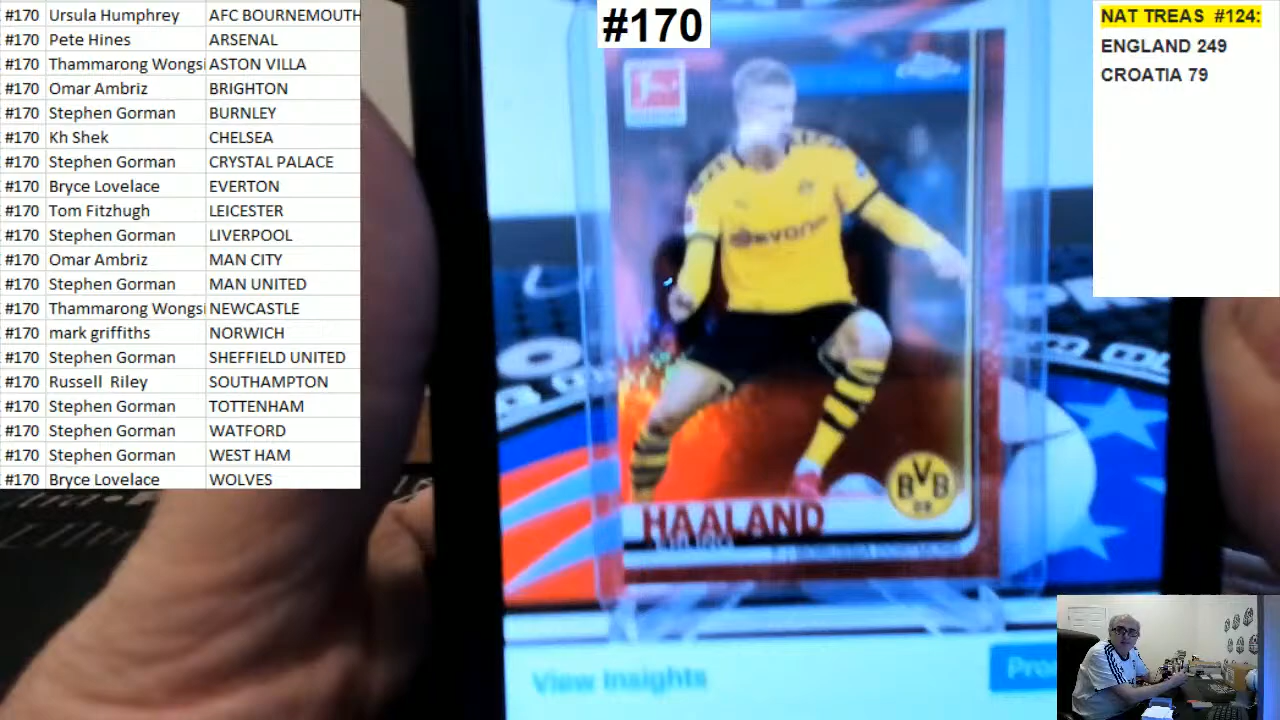 #170 Ursula Humphrey AFC BOURNEMOUTH
#170 Pete Hines ARSENAL
#170 Thammarong Wongsi ASTON VILLA
#170 Omar Ambriz BRIGHTON
#170 Stephen Gorman BURNLEY
#170 Kh Shek CHELSEA
#170 Stephen Gorman CRYSTAL PALACE
#170 Bryce Lovelace EVERTON
#170 Tom Fitzhugh LEICESTER
#170 Stephen Gorman LIVERPOOL
#170 Omar Ambriz MAN CITY
#170 Stephen Gorman MAN UNITED
#170 Thammarong Wongsi NEWCASTLE
#170 mark griffiths NORWICH
#170 Stephen Gorman SHEFFIELD UNITED
#170 Russell Riley SOUTHAMPTON
#170 Stephen Gorman TOTTENHAM
#170 Stephen Gorman WATFORD
#170 Stephen Gorman WEST HAM
#170 Bryce Lovelace WOLVES
#170
NAT TREAS #124:
ENGLAND 249
CROATIA 79
Chrome
EVONIK
BVB
09
HAALAND
View Insights